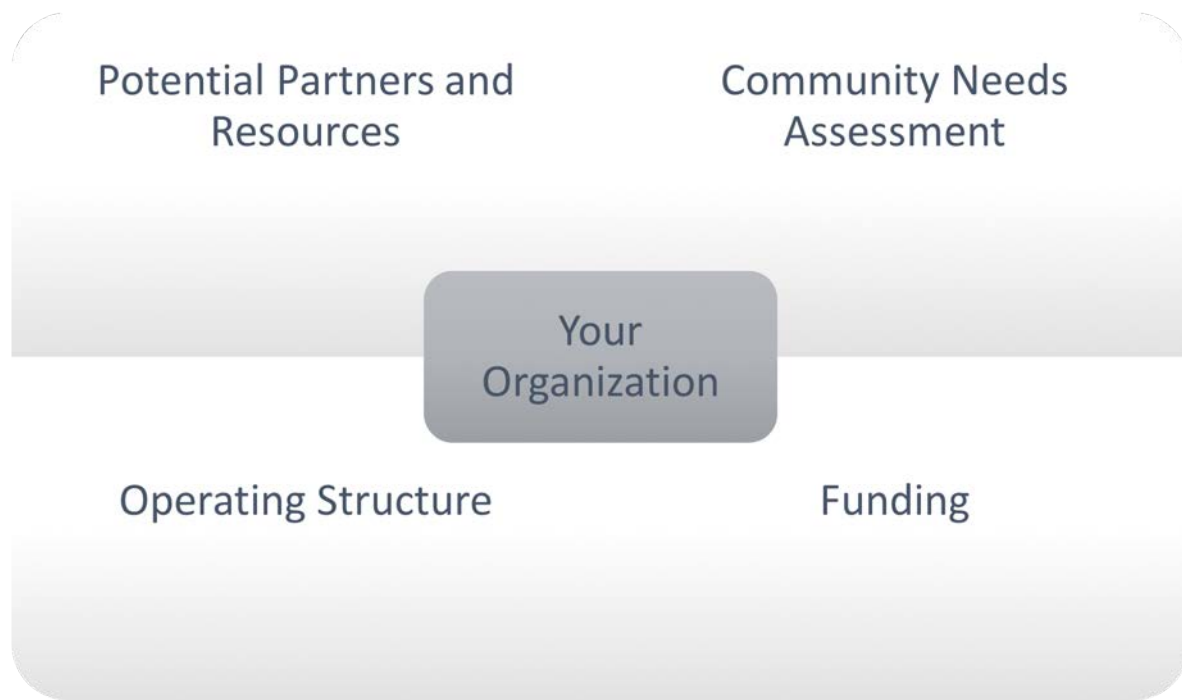 Potential Partners and
Resources
Community Needs
Assessment
Your
Organization
Operating Structure
Funding